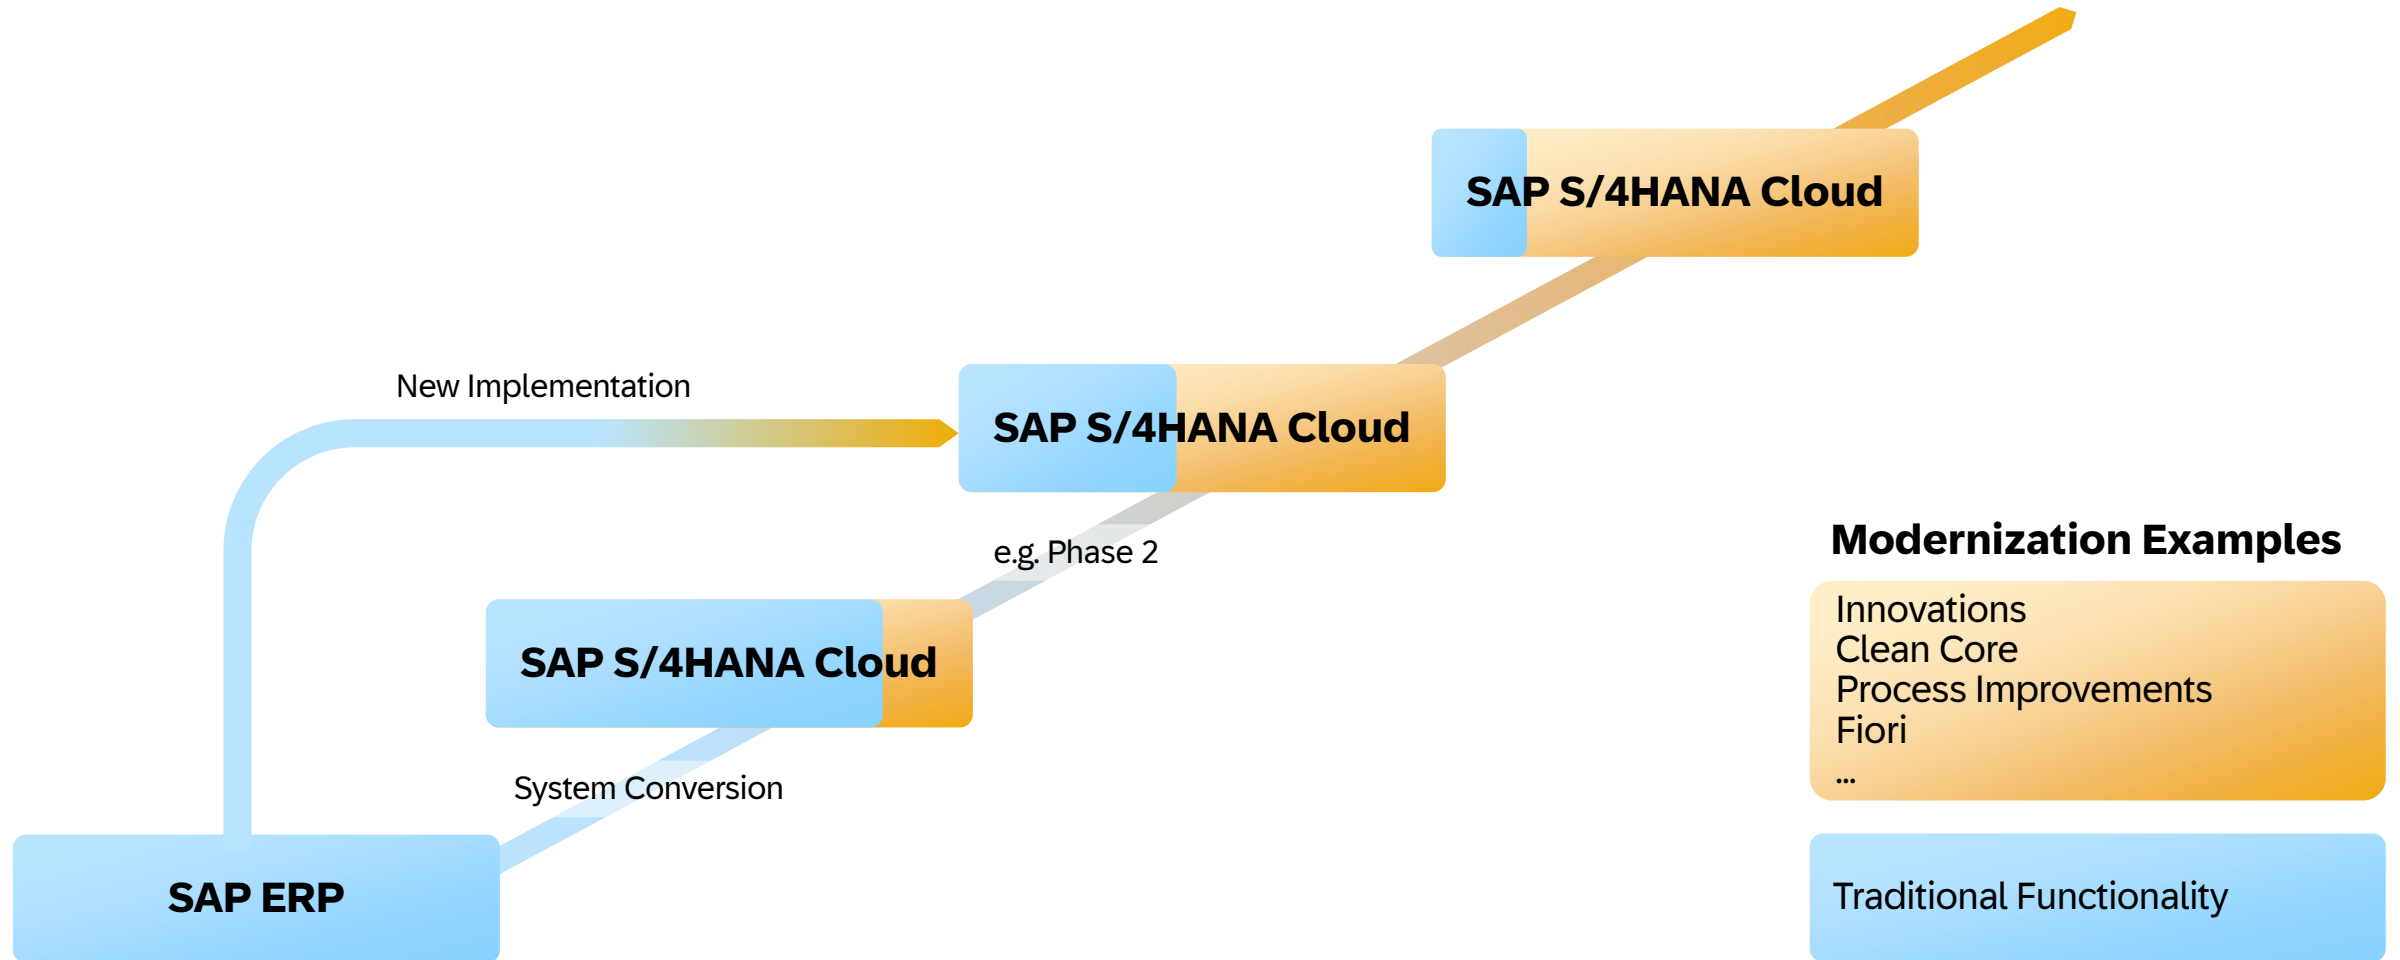 SAP S/4HANA Cloud
New Implementation
SAP S/4HANA Cloud
e.g. Phase 2
SAP S/4HANA Cloud
System Conversion
SAP ERP
Modernization Examples
Innovations
Clean Core
Process Improvements
Fiori
...
Traditional Functionality